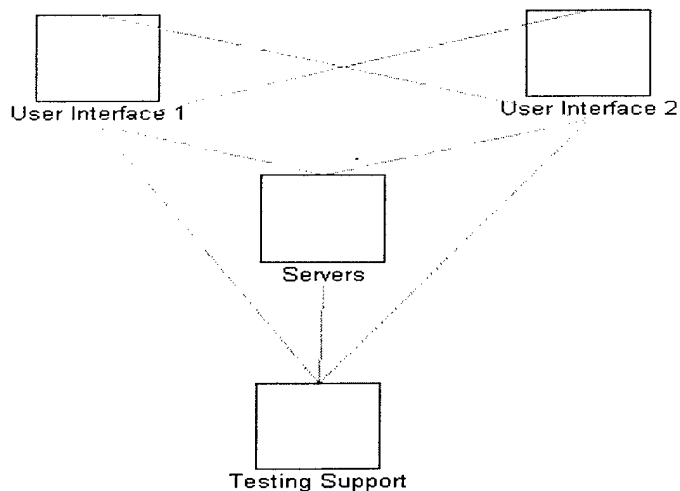 User Interface 1
User Interface 2
Servers
Testing Support